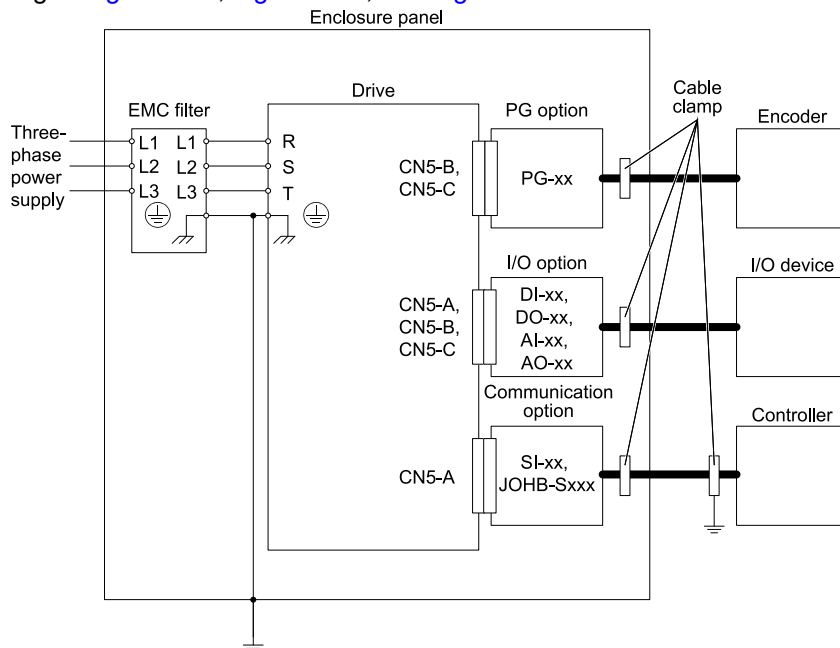 Enclosure panel
EMC filter
Drive
PG option
Cable
clamp
Encoder
Three-
phase
power
supply
L1 L1
L2 L2
L3 L3
R
S
T
CN5-B,
CN5-C
PG-xx
I/O option
I/O device
CN5-A,
CN5-B,
CN5-C
DI-xx,
DO-xx,
AI-xx,
AO-xx
Communication
option
Controller
CN5-A
SI-xx,
JOHB-Sxxx